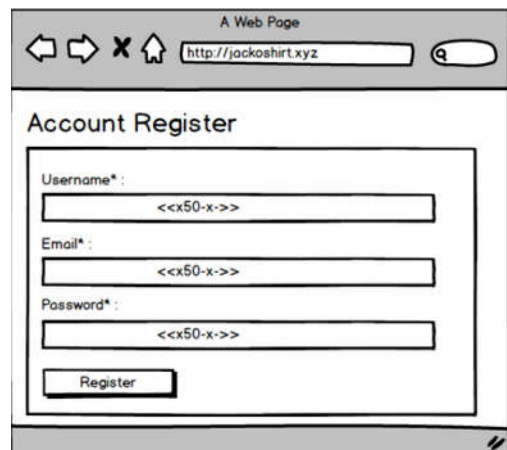 A Web Page
http://jackoshirt.xyz
Account Register
Username* :
<<x50-x->>
Email* :
<<x50-x->>
Password* :
<<x50-x->>
Register